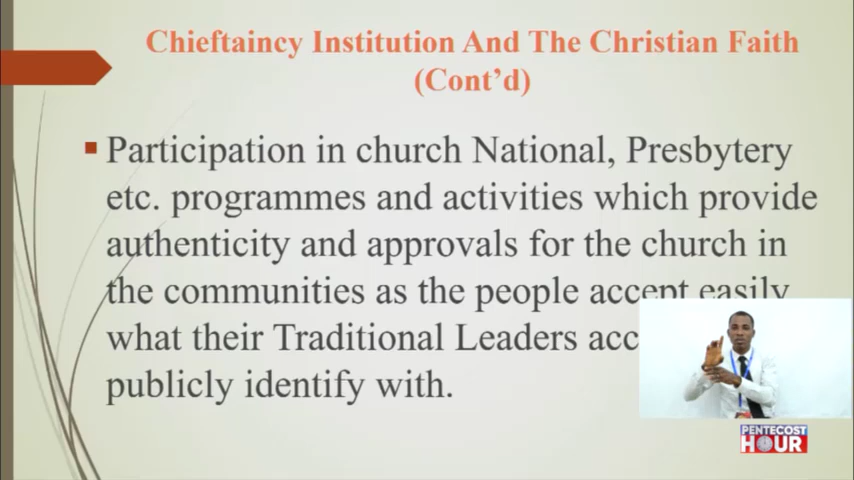 Chieftaincy Institution And The Christian Faith
(Cont'd)
▪ Participation in church National, Presbytery
etc. programmes and activities which provide
authenticity and approvals for the church in
the communities as the people accept easily
what their Traditional Leaders
publicly identify with.
PENTECOST
HOUR